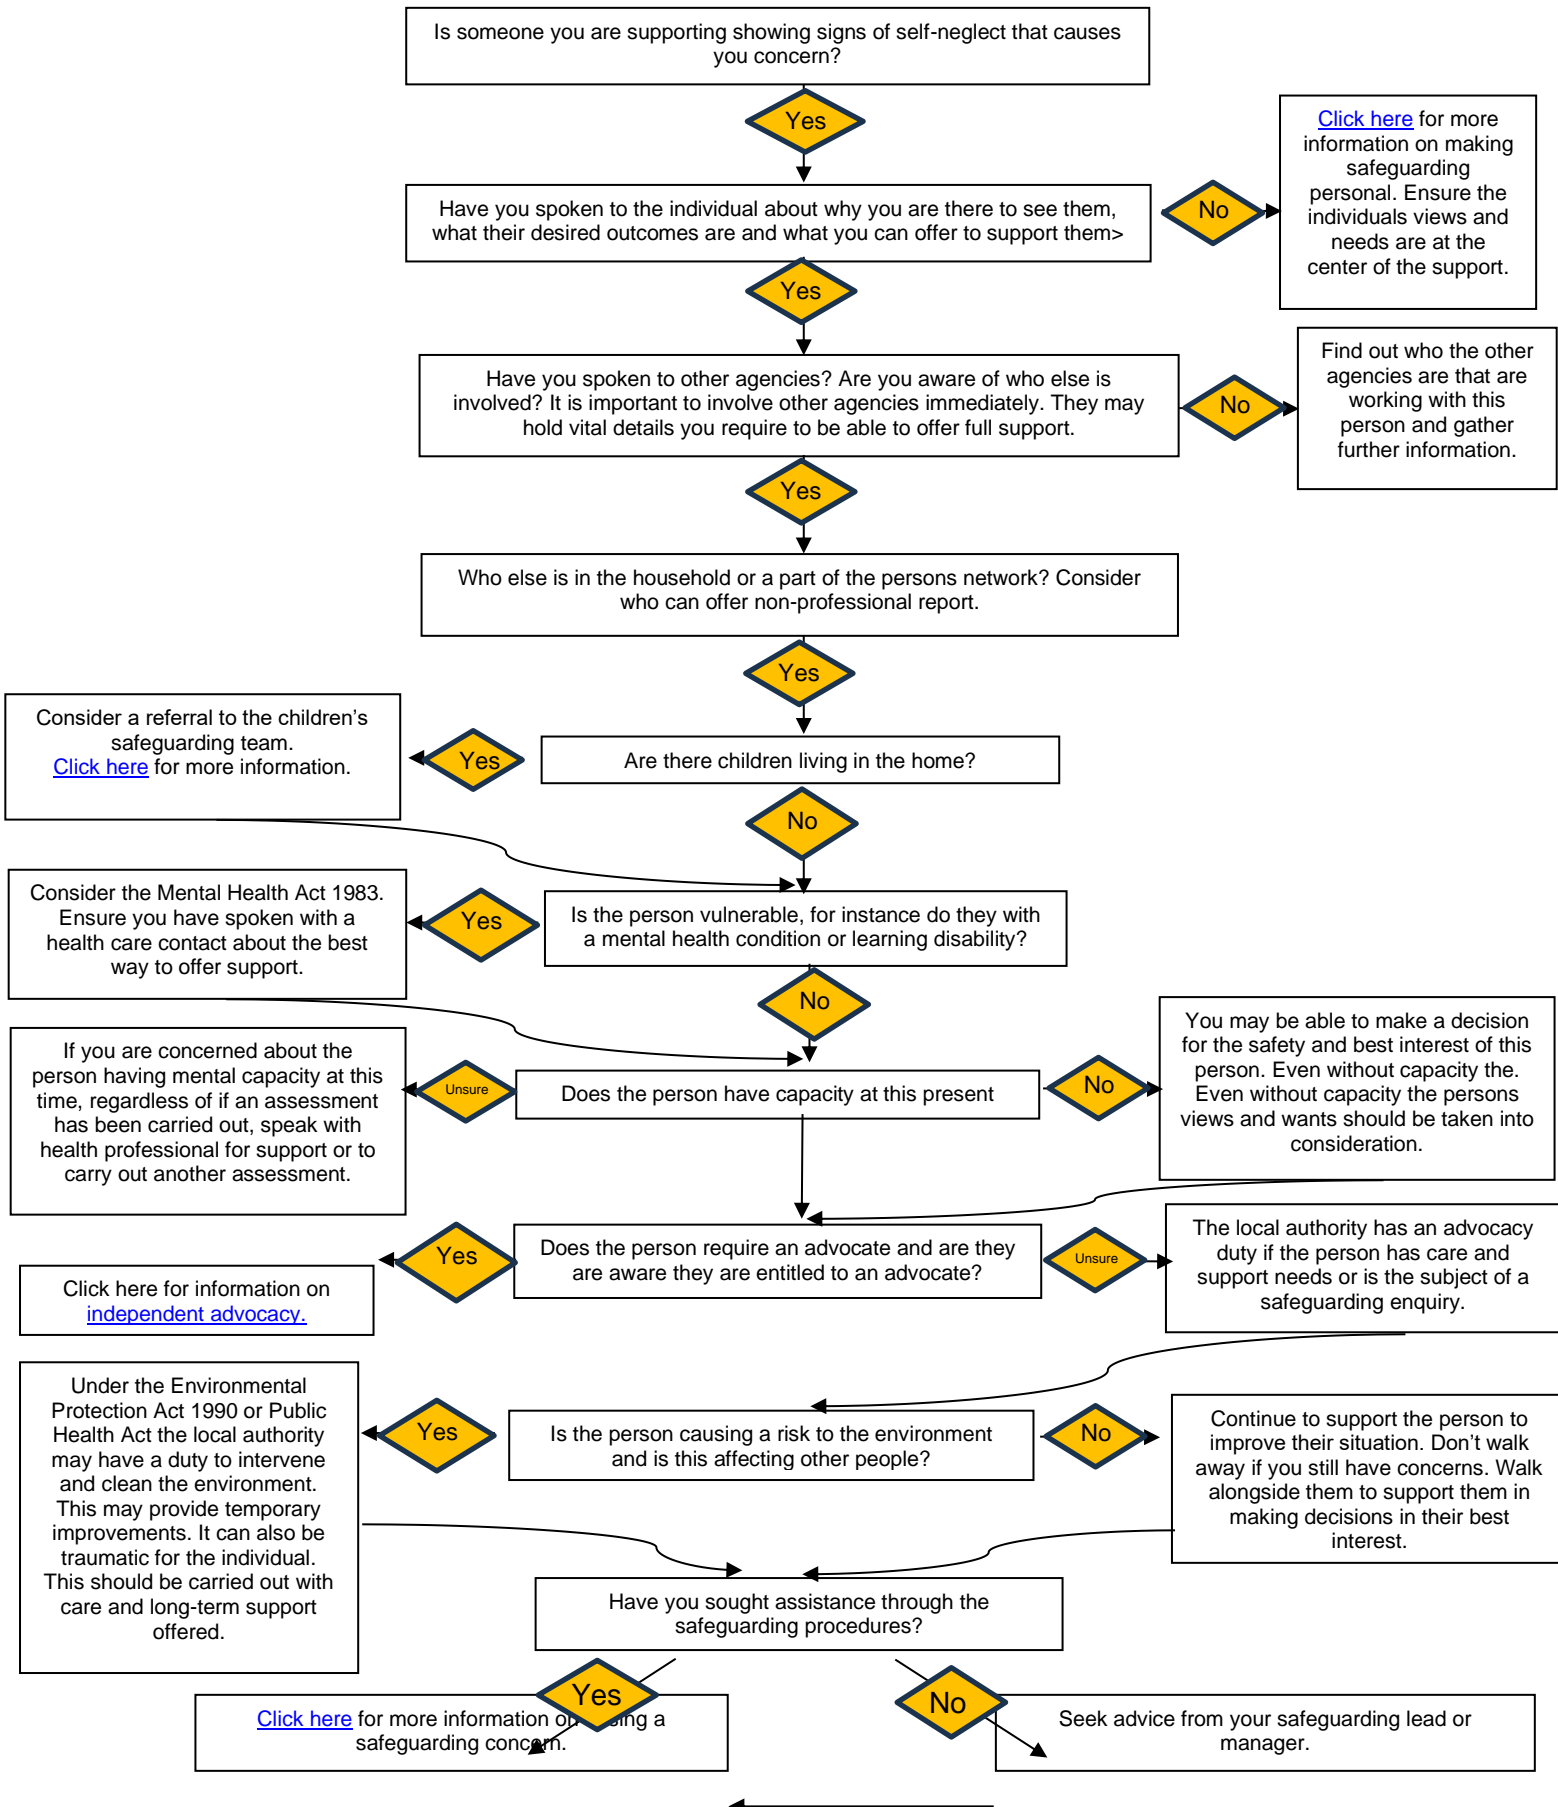 Is someone you are supporting showing signs of self-neglect that causes
you concern?
Yes
Click here for more
information on making
safeguarding
personal. Ensure the
individuals views and
needs are at the
center of the support.
Have you spoken to the individual about why you are there to see them,
what their desired outcomes are and what you can offer to support them>
No
Yes
Have you spoken to other agencies? Are you aware of who else is
involved? It is important to involve other agencies immediately. They may
hold vital details you require to be able to offer full support.
No
Find out who the other
agencies are that are
working with this
person and gather
further information.
Yes
Who else is in the household or a part of the persons network? Consider
who can offer non-professional report.
Yes
Consider a referral to the children's
safeguarding team.
Click here for more information.
Yes
Are there children living in the home?
No
Consider the Mental Health Act 1983.
Ensure you have spoken with a
health care contact about the best
way to offer support.
Yes
Is the person vulnerable, for instance do they with
a mental health condition or learning disability?
No
If you are concerned about the
person having mental capacity at this
time, regardless of if an assessment
has been carried out, speak with
health professional for support or to
carry out another assessment.
Unsure
Does the person have capacity at this present
No
You may be able to make a decision
for the safety and best interest of this
person. Even without capacity the.
Even without capacity the persons
views and wants should be taken into
consideration.
Yes
Does the person require an advocate and are they
are aware they are entitled to an advocate?
Unsure
The local authority has an advocacy
duty if the person has care and
support needs or is the subject of a
safeguarding enquiry.
Click here for information on
independent advocacy.
Under the Environmental
Protection Act 1990 or Public
Health Act the local authority
may have a duty to intervene
and clean the environment.
This may provide temporary
improvements. It can also be
traumatic for the individual.
This should be carried out with
care and long-term support
offered.
Yes
Is the person causing a risk to the environment
and is this affecting other people?
No
Continue to support the person to
improve their situation. Don't walk
away if you still have concerns. Walk
alongside them to support them in
making decisions in their best
interest.
Have you sought assistance through the
safeguarding procedures?
Yes
No
Click here for more information on a
safeguarding concern.
Seek advice from your safeguarding lead or
manager.